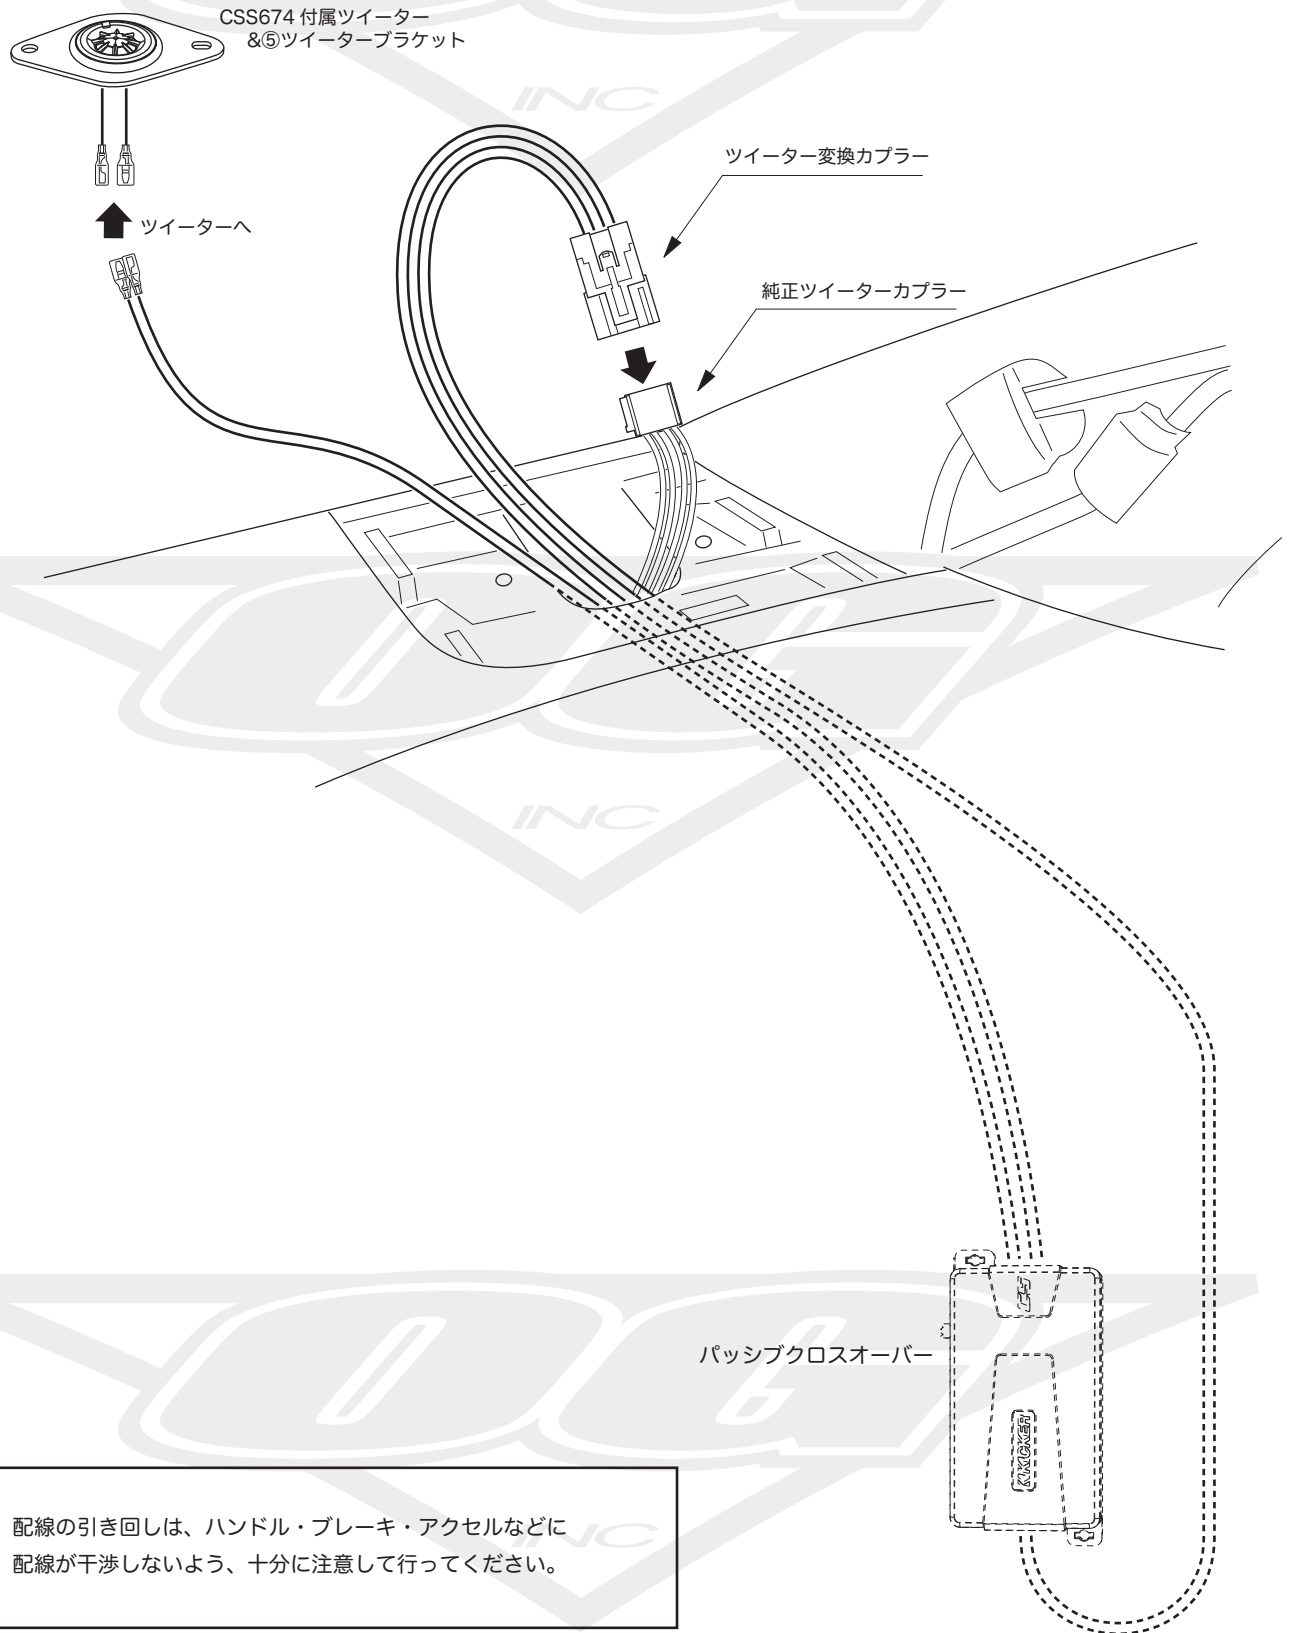 CSS674 付属ツイーター
&⑤ツイーターブラケット
INC
ツイーター変換カプラー
ツイーターへ
純正ツイーターカプラー
INC
CS
パッシブクロスオーバー
KICKER
配線の引き回しは、ハンドル・ブレーキ・アクセルなどに
配線が干渉しないよう、十分に注意して行ってください。
INC